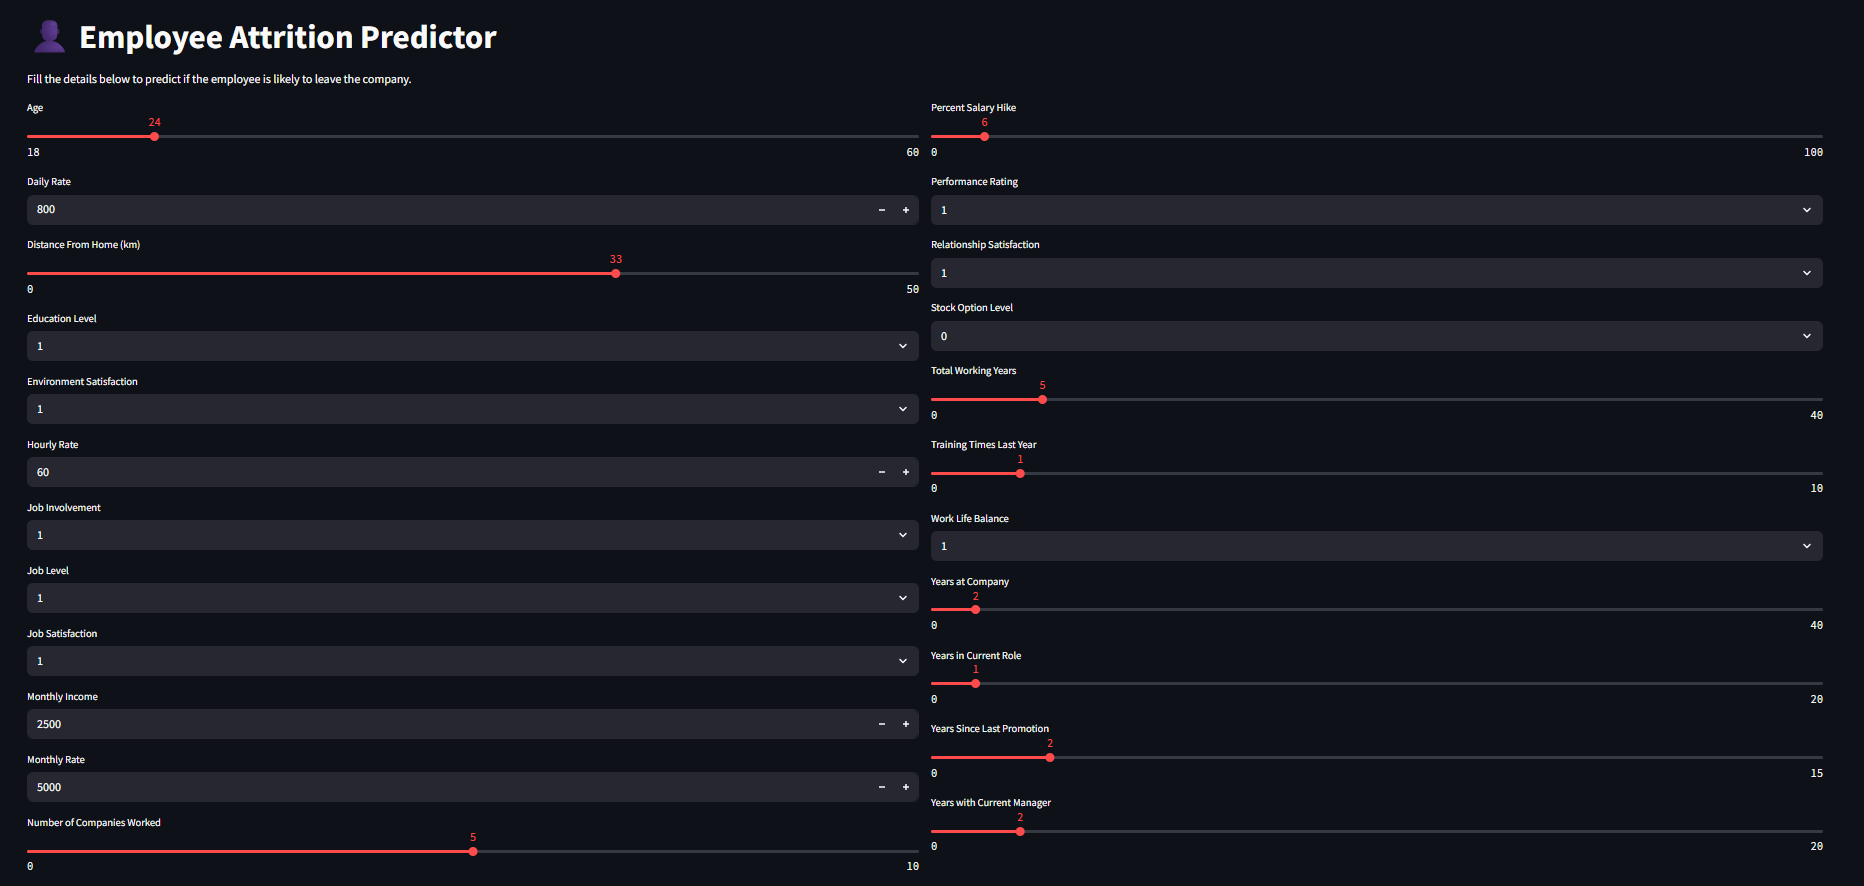 Employee Attrition Predictor
Fill the details below to predict if the employee is likely to leave the company.
Age
24
18 60
Daily Rate
800
Distance From Home (km)
33
0 50
Education Level
1
Environment Satisfaction
1
Hourly Rate
60
Job Involvement
1
Job Level
1
Job Satisfaction
1
Monthly Income
2500
Monthly Rate
5000
Number of Companies Worked
5
0 10
Percent Salary Hike
6
0 100
Performance Rating
1
Relationship Satisfaction
1
Stock Option Level
0
Total Working Years
5
0 40
Training Times Last Year
1
0 10
Work Life Balance
1
Years at Company
2
0 40
Years in Current Role
1
0 20
Years Since Last Promotion
2
0 15
Years with Current Manager
2
0 20